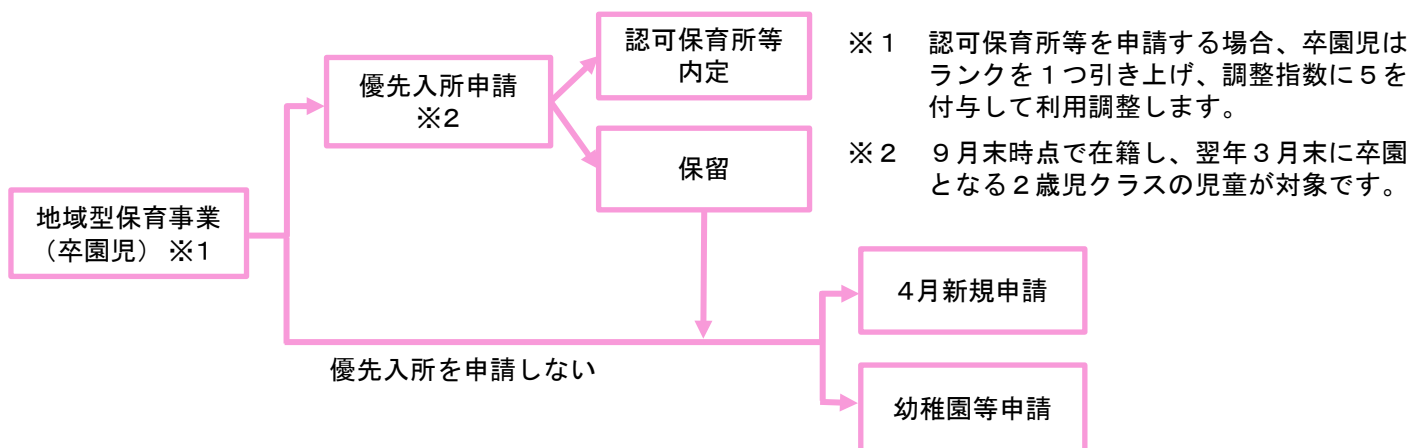 認可保育所等
内定
優先入所申請
※2
保留
地域型保育事業
(卒園児) ※1
優先入所を申請しない
4月新規申請
幼稚園等申請
※1 認可保育所等を申請する場合、卒園児は
ランクを1つ引き上げ、調整指数に5を
付与して利用調整します。
※2 9月末時点で在籍し、翌年3月末に卒園
となる2歳児クラスの児童が対象です。